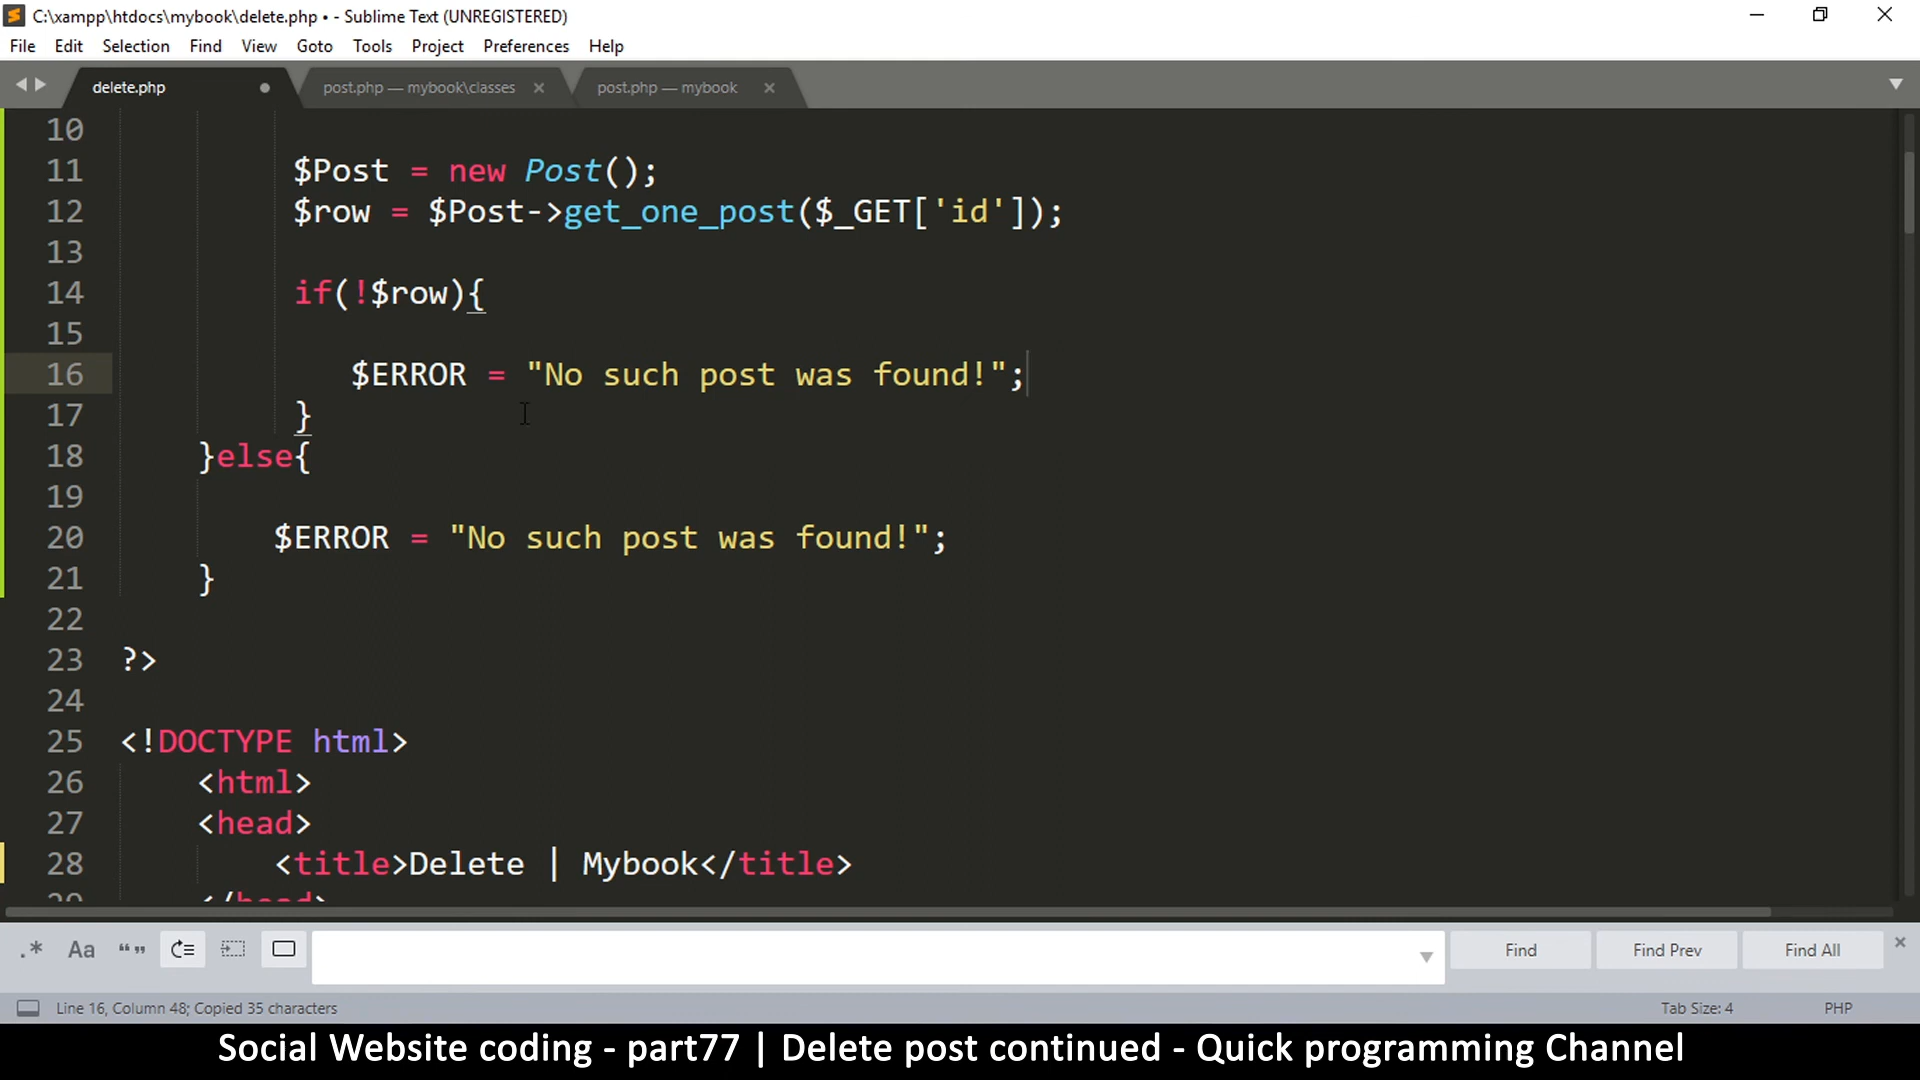 C:\xampp\htdocs\mybook\delete.php • - Sublime Text (UNREGISTERED)
File Edit Selection Find View Goto Tools Project Preferences Help
delete.php post.php — mybook\classes post.php — mybook
10
11 $Post = new Post();
12 $row = $Post->get_one_post($_GET['id']);
13
14 if(!$row){
15
16 $ERROR = "No such post was found!";
17 }
18 }else{
19
20 $ERROR = "No such post was found!";
21 }
22
23 ?>
24
25 <!DOCTYPE html>
26 <html>
27 <head>
28 <title>Delete | Mybook</title>
29 </head>
.* Aa “” Find Find Prev Find All
Line 16, Column 48; Copied 35 characters Tab Size: 4 PHP
Social Website coding - part77 | Delete post continued - Quick programming Channel